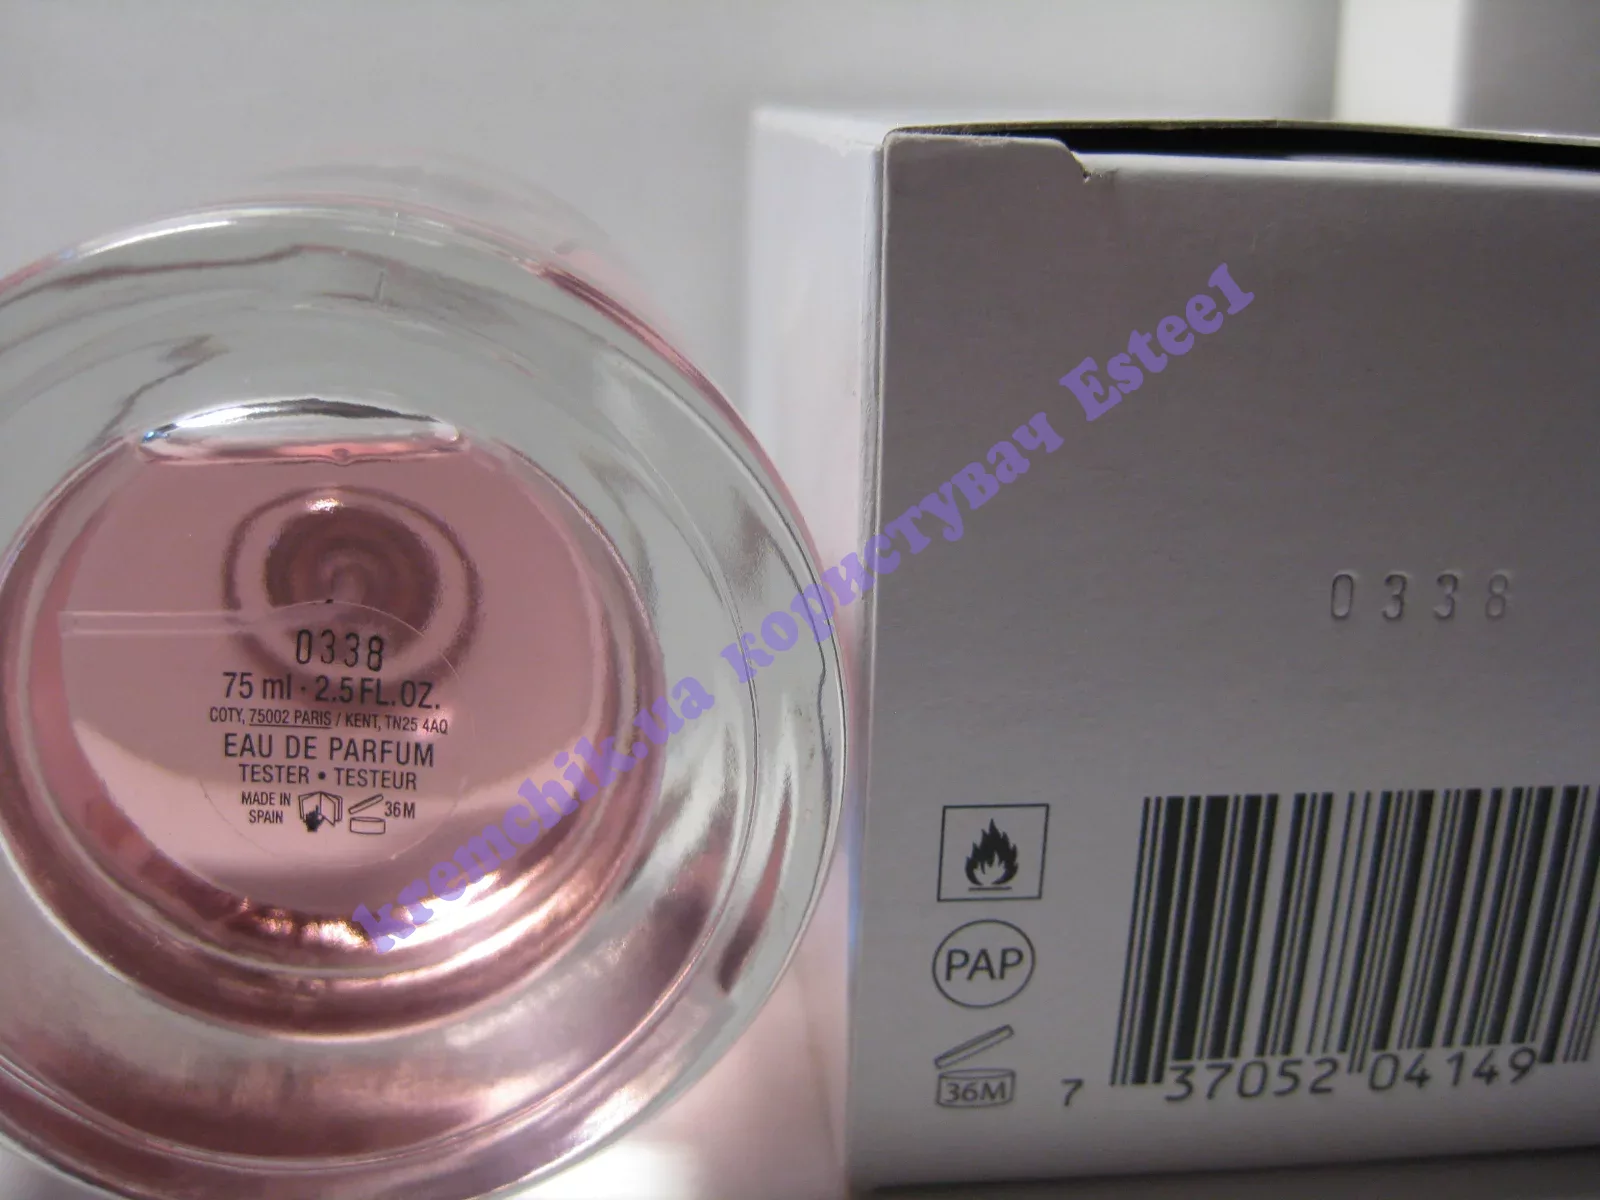 0338
75 ml · 2.5 FL.OZ.
COTY, 75002 PARIS / KENT, TN25 4AQ
EAU DE PARFUM
TESTER • TESTEUR
MADE IN
SPAIN
36 M
0338
PAP
36M
7 37052 04149
kremchik.ua користувач Estee1